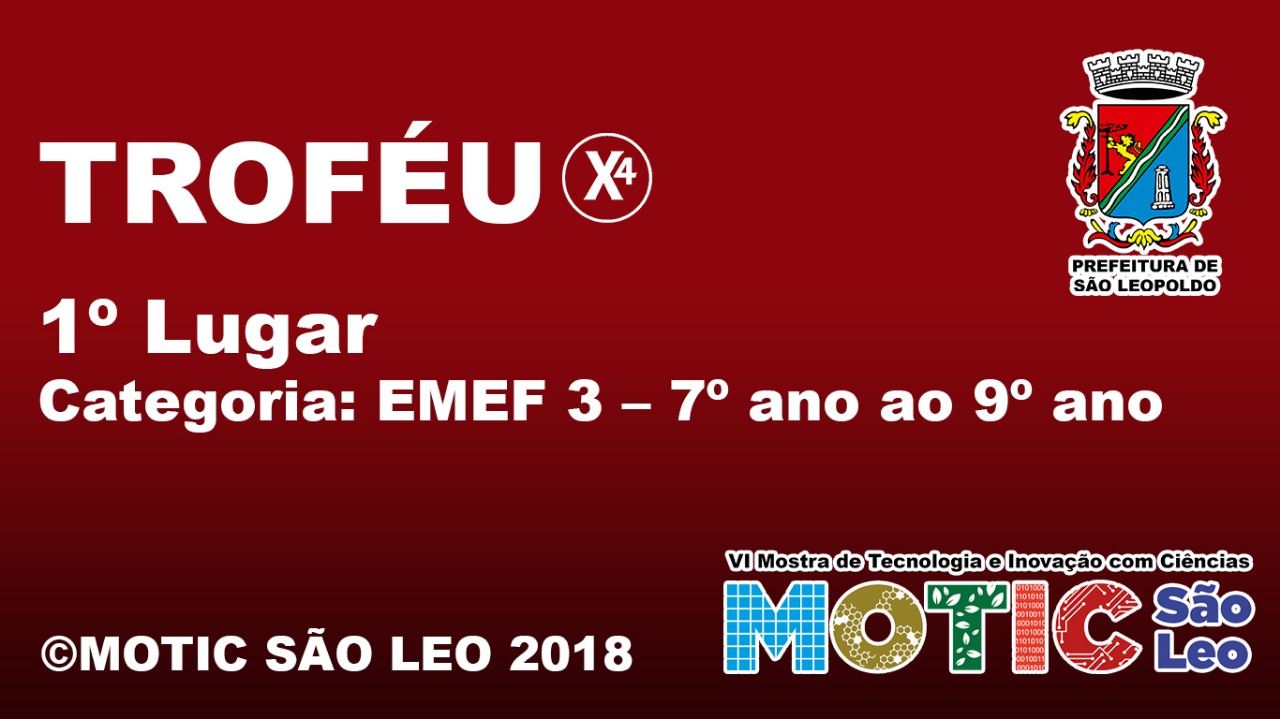 TROFÉU X4
PREFEITURA DE
SÃO LEOPOLDO
1º Lugar
Categoria: EMEF 3 – 7º ano ao 9º ano
VI Mostra de Tecnologia e Inovação com Ciências
MOTIC São
Leo
©MOTIC SÃO LEO 2018